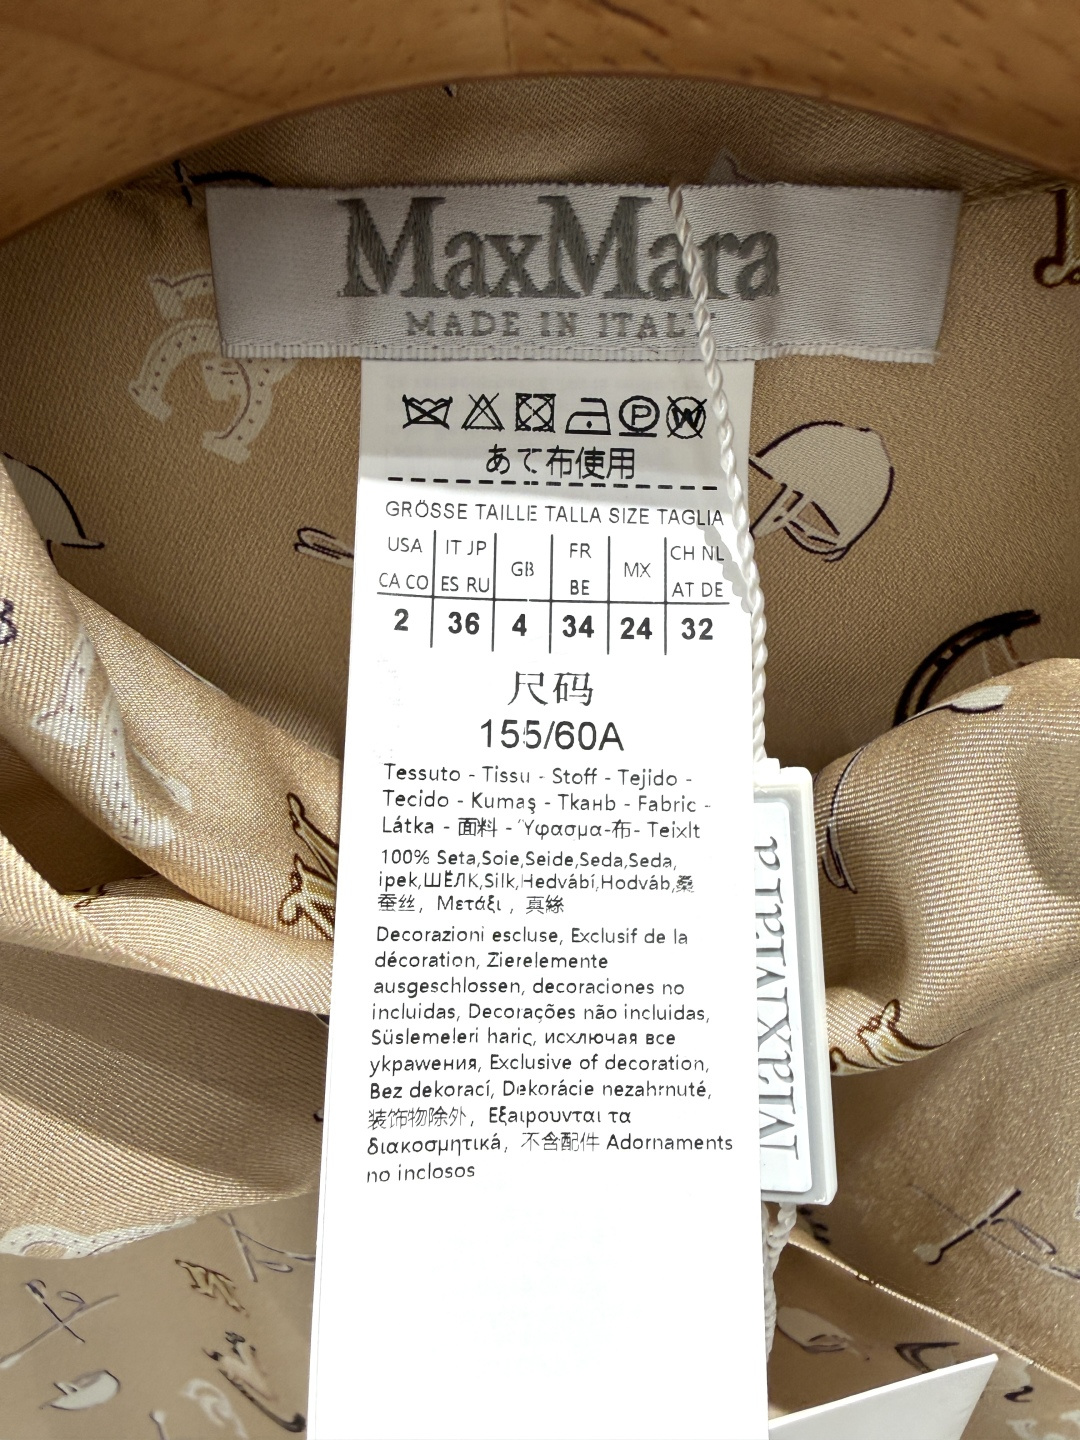 MaxMara
MADE IN ITALY
P W
あて布使用
GRÖSSE TAILLE TALLA SIZE TAGLIA
USA IT JP GB FR MX CH NL
CA CO ES RU BE AT DE
2 36 4 34 24 32
尺码
155/60A
Tessuto - Tissu - Stoff - Tejido -
Tecido - Kumaş - Ткань - Fabric -
Látka - 面料 - Ύφασμα-布- Teixlt
100% Seta,Soie,Seide,Seda,Seda,
ipek,ШЁЛК,Silk,Hedvábí,Hodváb,桑
蚕丝, Μετάξι , 真絲
Decorazioni escluse, Exclusif de la
décoration, Zierelemente
ausgeschlossen, decoraciones no
incluidas, Decorações não incluidas,
Süslemeleri hariç, исключая все
украшения, Exclusive of decoration,
Bez dekorací, Dekorácie nezahrnuté,
装饰物除外, Εξαιρουνται τα
διακοσμητικά, 不含配件 Adornaments
no inclosos
MaxMara